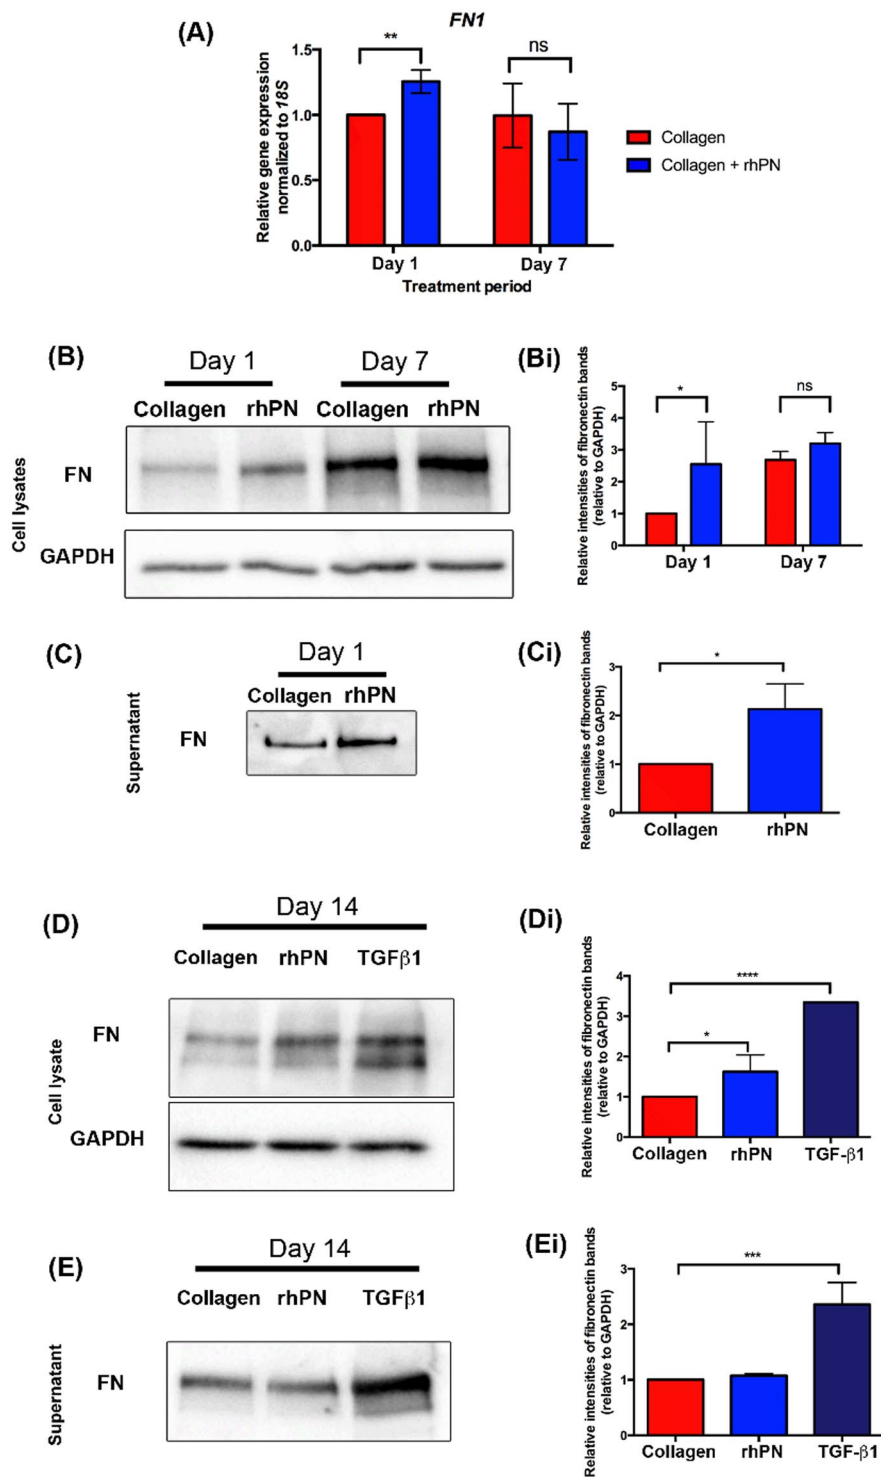 (A)
FN1
Relative gene expression
normalized to 18S
1.5
1.0
0.5
0.0
**
ns
Day 1
Day 7
Treatment period
Collagen
Collagen + rhPN
(B)
Day 1
Day 7
Collagen
rhPN
Collagen
rhPN
Cell lysates
FN
GAPDH
(Bi)
Relative intensities of fibronectin bands
(relative to GAPDH)
5
4
3
2
1
0
*
ns
Day 1
Day 7
(C)
Day 1
Collagen
rhPN
Supernatant
FN
(Ci)
Relative intensities of fibronectin bands
(relative to GAPDH)
3
2
1
0
*
Collagen
rhPN
(D)
Day 14
Collagen
rhPN
TGFβ1
Cell lysate
FN
GAPDH
(Di)
Relative intensities of fibronectin bands
(relative to GAPDH)
4
3
2
1
0
****
*
Collagen
rhPN
TGF-β1
(E)
Day 14
Collagen
rhPN
TGFβ1
Supernatant
FN
(Ei)
Relative intensities of fibronectin bands
(relative to GAPDH)
3
2
1
0
***
Collagen
rhPN
TGF-β1